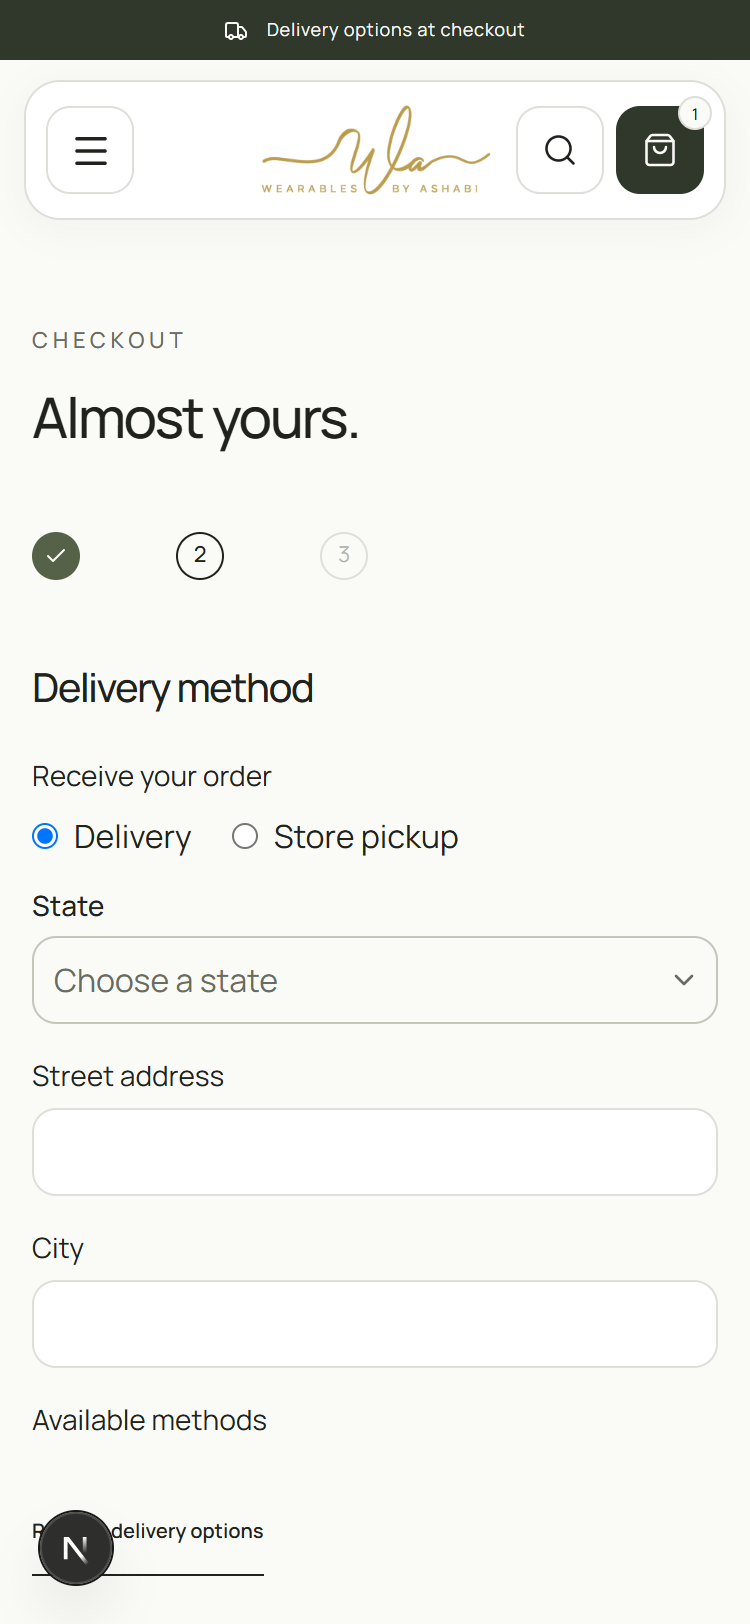 Delivery options at checkout
1
Wa
WEARABLES BY ASHABI
CHECKOUT
Almost yours.
2
3
Delivery method
Receive your order
Delivery
Store pickup
State
Choose a state
Street address
City
Available methods
delivery options
N